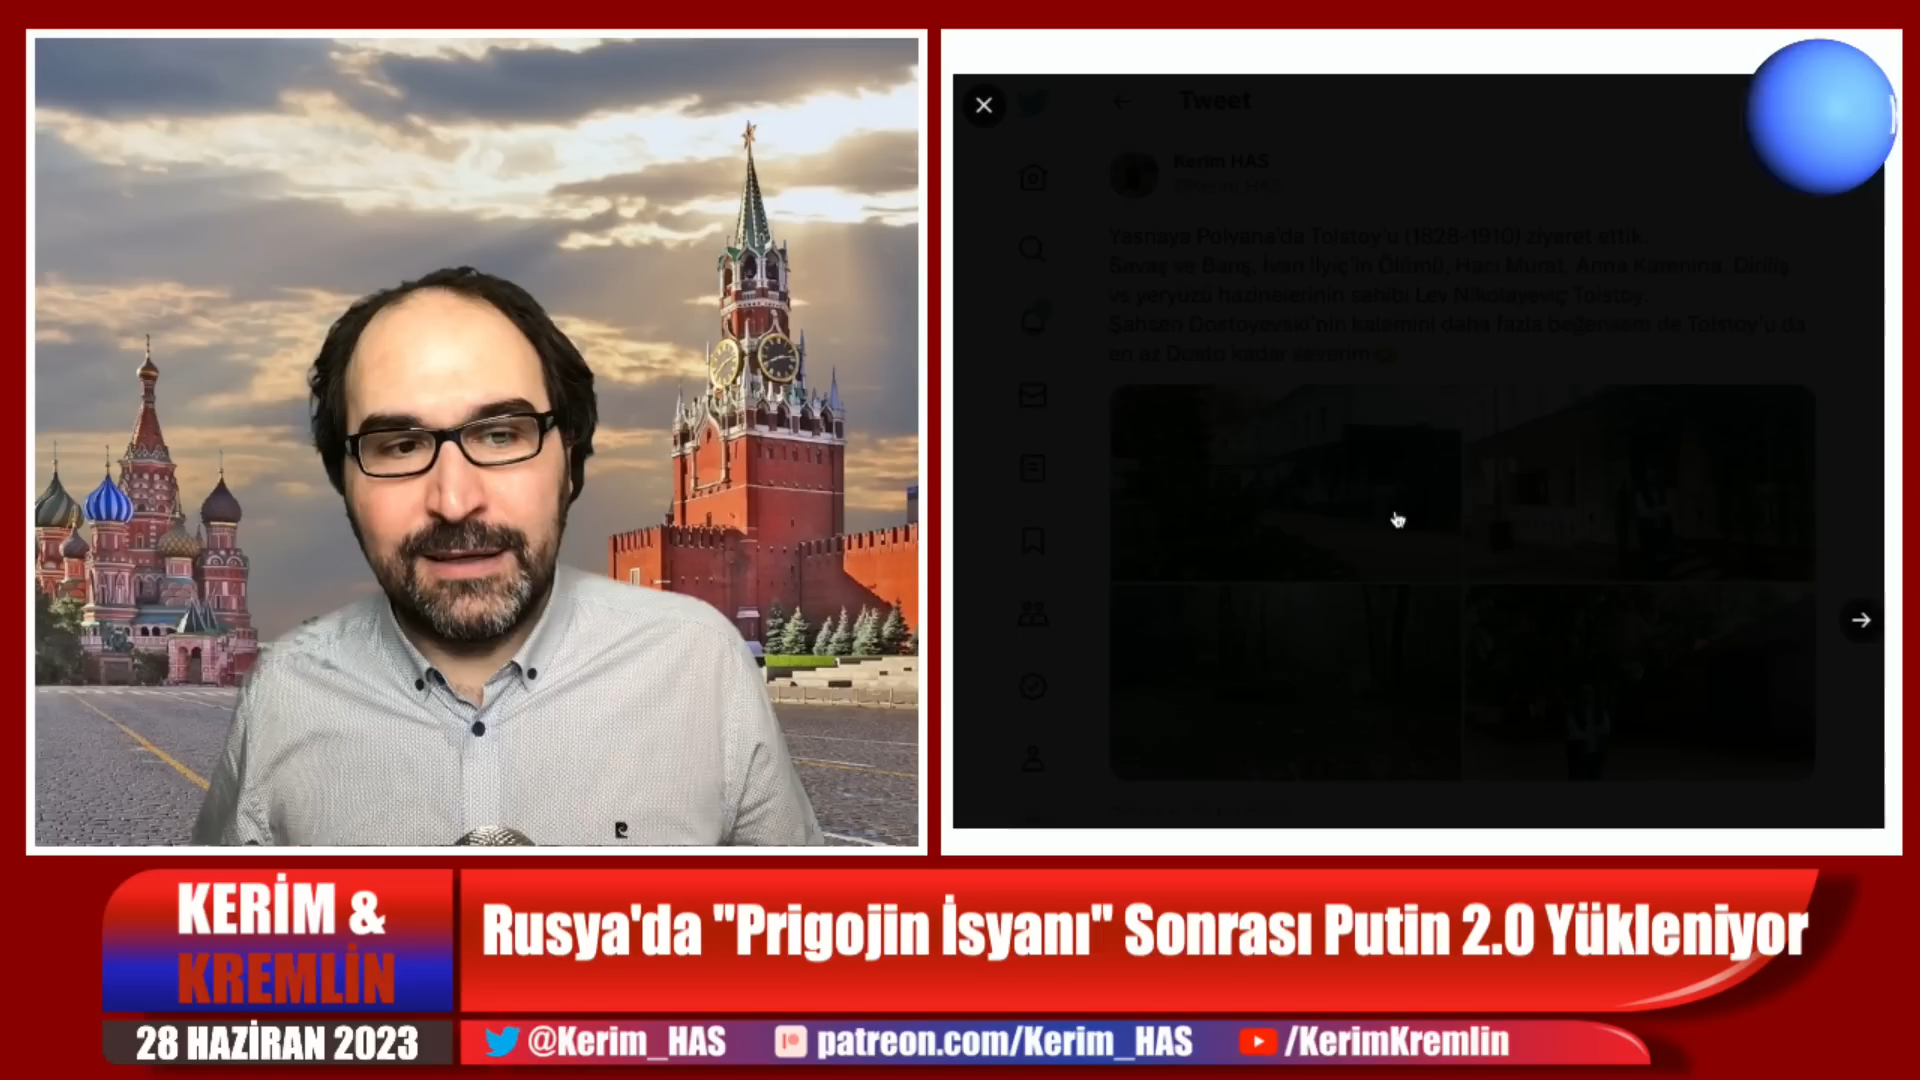 Tweet
Kerim HAS
@Kerim_HAS
Yasnaya Polyana'da Tolstoy'u (1828-1910) ziyaret ettik.
Savaş ve Barış, İvan İlyiç'in Ölümü, Hacı Murat, Anna Karenina, Diriliş
vs yeryüzü hazinelerinin sahibi Lev Nikolayeviç Tolstoy.
Şahsen Dostoyevski'nin kalemini daha fazla beğensem de Tolstoy'u da
en az Dosto kadar severim
KERİM &
KREMLİN
Rusya'da "Prigojin İsyanı" Sonrası Putin 2.0 Yükleniyor
28 HAZİRAN 2023
@Kerim_HAS patreon.com/Kerim_HAS /KerimKremlin